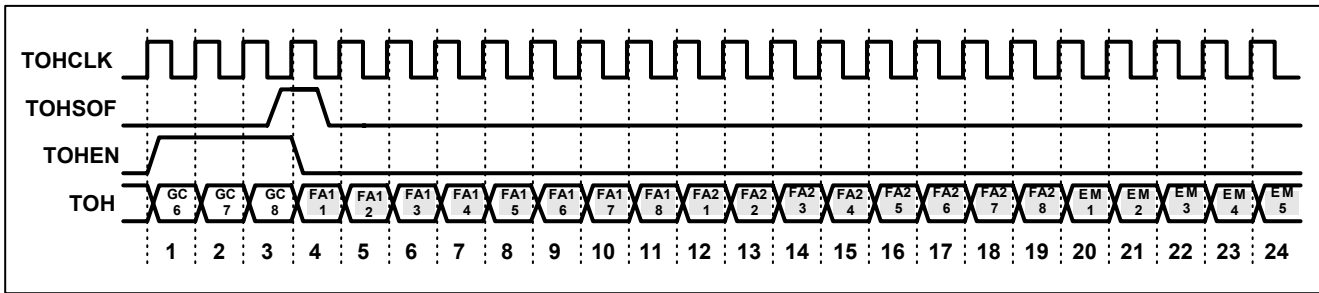 TOHCLK
TOHSOF
TOHEN
TOH
GC 6 GC 7 GC 8 FA1 1 FA1 2 FA1 3 FA1 4 FA1 5 FA1 6 FA1 7 FA1 8 FA2 1 FA2 2 FA2 3 FA2 4 FA2 5 FA2 6 FA2 7 FA2 8 EM 1 EM 2 EM 3 EM 4 EM 5
1 2 3 4 5 6 7 8 9 10 11 12 13 14 15 16 17 18 19 20 21 22 23 24